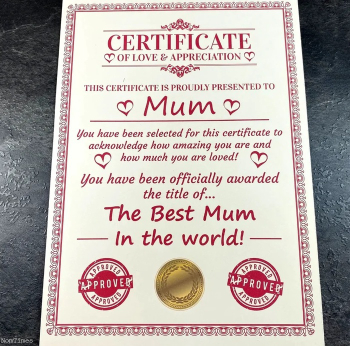 CERTIFICATE
OF LOVE & APPRECIATION
THIS CERTIFICATE IS PROUDLY PRESENTED TO
Mum
You have been selected for this certificate to
acknowledge how amazing you are and
how much you are loved!
You have been officially awarded
the title of...
The Best Mum
In the world!
APPROVED
APPROVED
APPROVED
APPROVED
APPROVED
APPROVED